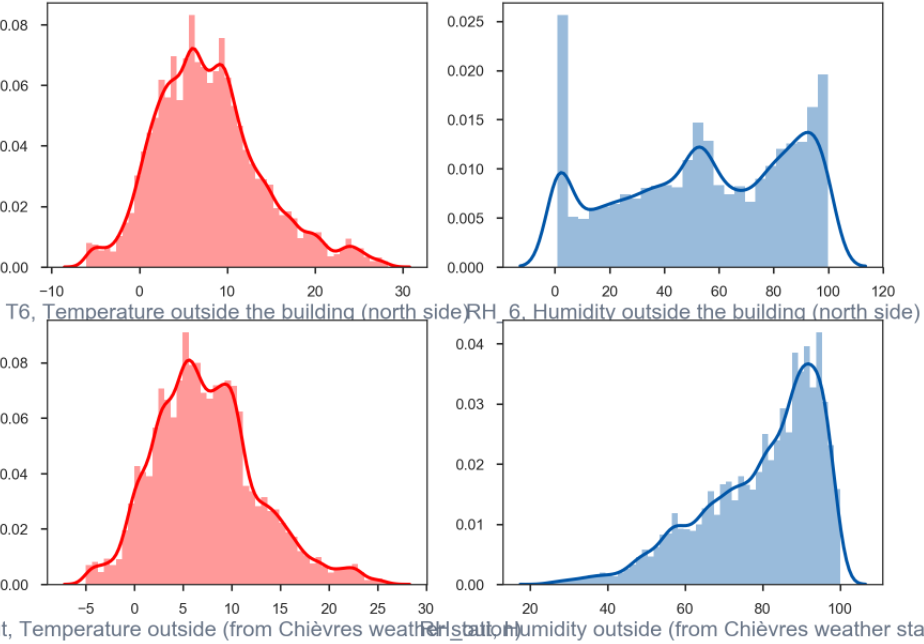 0.08
0.06
0.04
0.02
0.00
−10 0 10 20 30
T6, Temperature outside the building (north side)
0.025
0.020
0.015
0.010
0.005
0.000
0 20 40 60 80 100 120
RH_6, Humidity outside the building (north side)
0.08
0.06
0.04
0.02
0.00
−5 0 5 10 15 20 25 30
t, Temperature outside (from Chièvres weather station)
0.04
0.03
0.02
0.01
0.00
20 40 60 80 100
RH_out, Humidity outside (from Chièvres weather sta